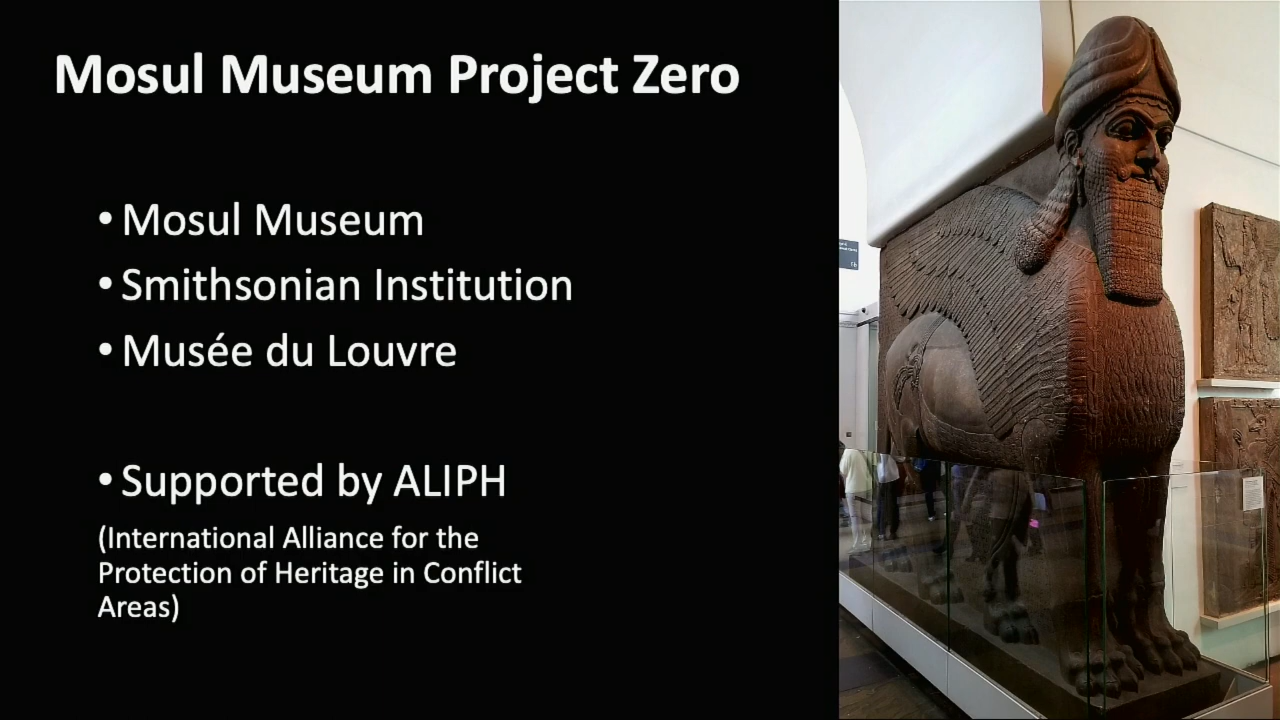 Mosul Museum Project Zero
• Mosul Museum
• Smithsonian Institution
• Musée du Louvre
• Supported by ALIPH
(International Alliance for the
Protection of Heritage in Conflict
Areas)